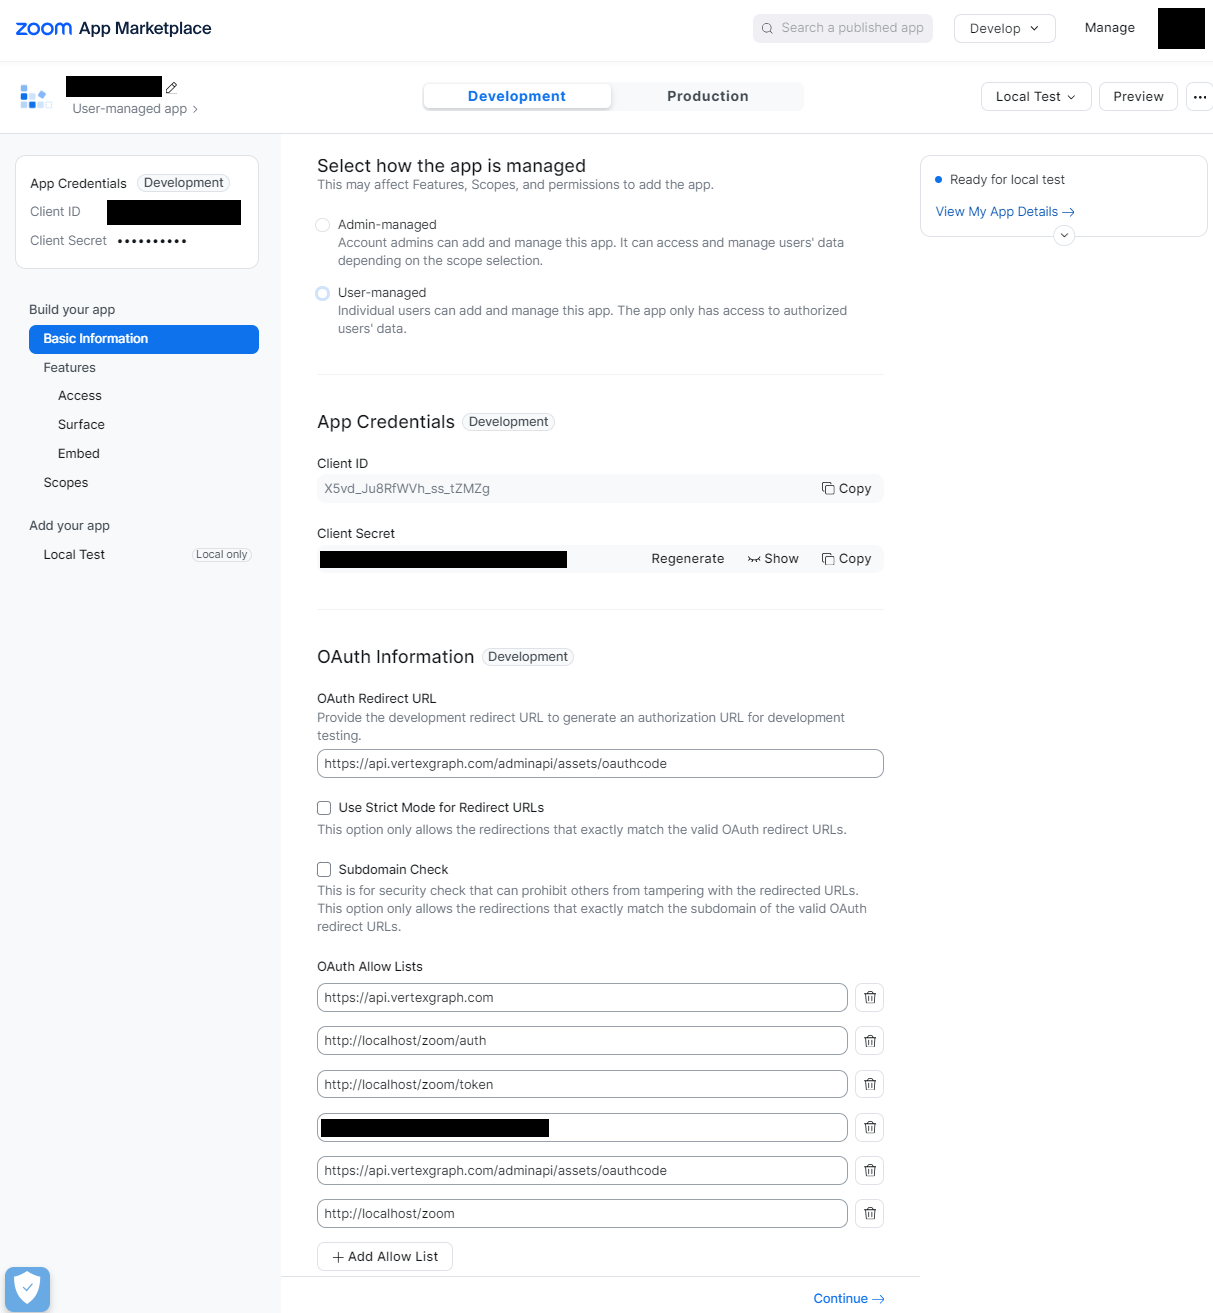 zoom App Marketplace
Search a published app
Develop
Manage
User-managed app
Development
Production
Local Test
Preview
App Credentials Development
Client ID
Client Secret ••••••••••
Build your app
Basic Information
Features
Access
Surface
Embed
Scopes
Add your app
Local Test Local only
Select how the app is managed
This may affect Features, Scopes, and permissions to add the app.
Admin-managed
Account admins can add and manage this app. It can access and manage users' data
depending on the scope selection.
User-managed
Individual users can add and manage this app. The app only has access to authorized
users' data.
App Credentials Development
Client ID
X5vd_Ju8RfWVh_ss_tZMZg Copy
Client Secret
Regenerate Show Copy
OAuth Information Development
OAuth Redirect URL
Provide the development redirect URL to generate an authorization URL for development
testing.
https://api.vertexgraph.com/adminapi/assets/oauthcode
Use Strict Mode for Redirect URLs
This option only allows the redirections that exactly match the valid OAuth redirect URLs.
Subdomain Check
This is for security check that can prohibit others from tampering with the redirected URLs.
This option only allows the redirections that exactly match the subdomain of the valid OAuth
redirect URLs.
OAuth Allow Lists
https://api.vertexgraph.com
http://localhost/zoom/auth
http://localhost/zoom/token
https://api.vertexgraph.com/adminapi/assets/oauthcode
http://localhost/zoom
+ Add Allow List
Continue →
Ready for local test
View My App Details →